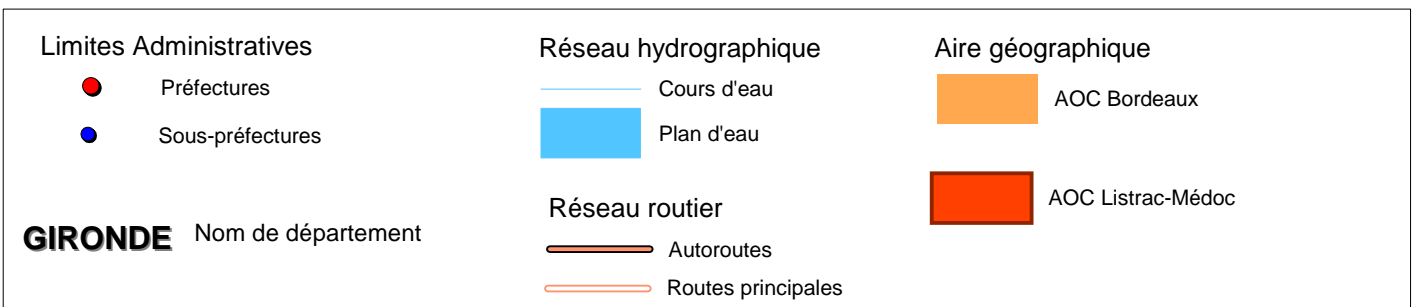 Limites Administratives
Préfectures
Sous-préfectures
GIRONDE Nom de département
Réseau hydrographique
Cours d'eau
Plan d'eau
Réseau routier
Autoroutes
Routes principales
Aire géographique
AOC Bordeaux
AOC Listrac-Médoc